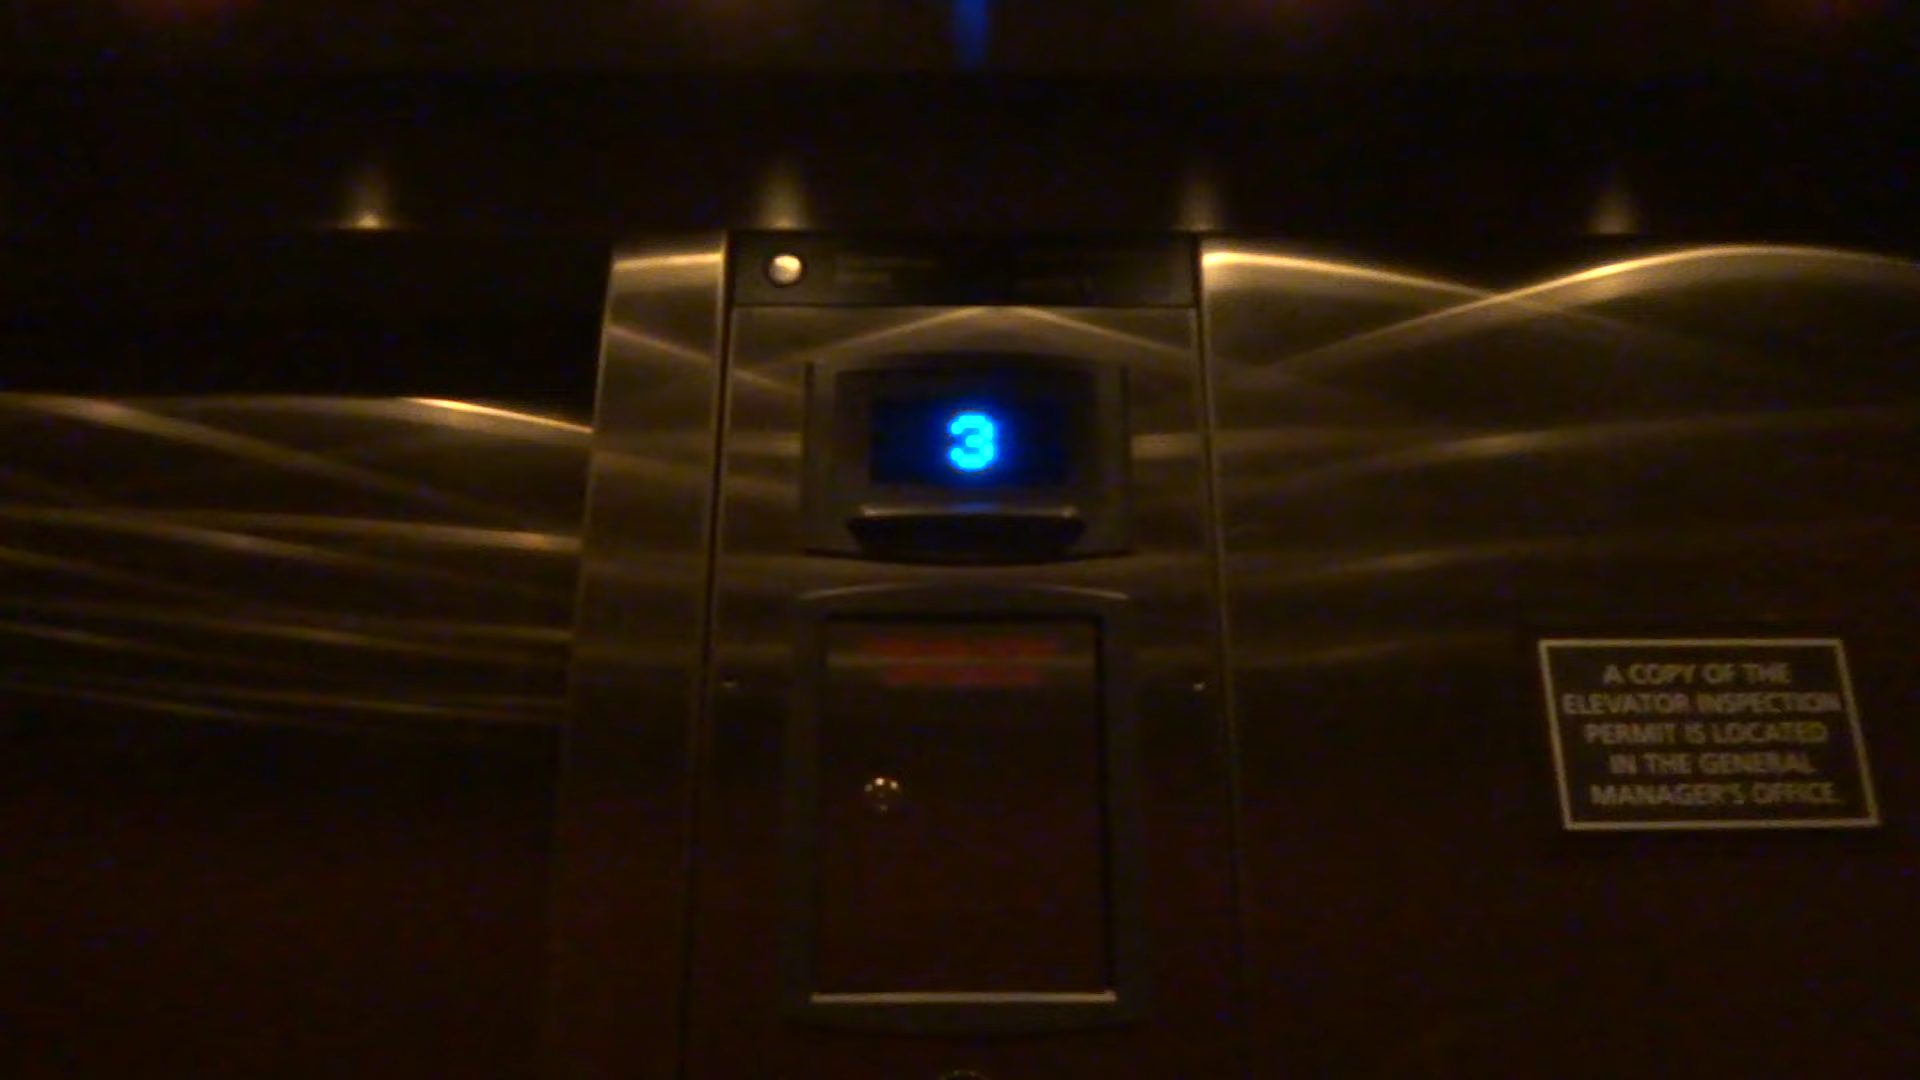 3
A COPY OF THE
ELEVATOR INSPECTION
PERMIT IS LOCATED
IN THE GENERAL
MANAGER'S OFFICE.